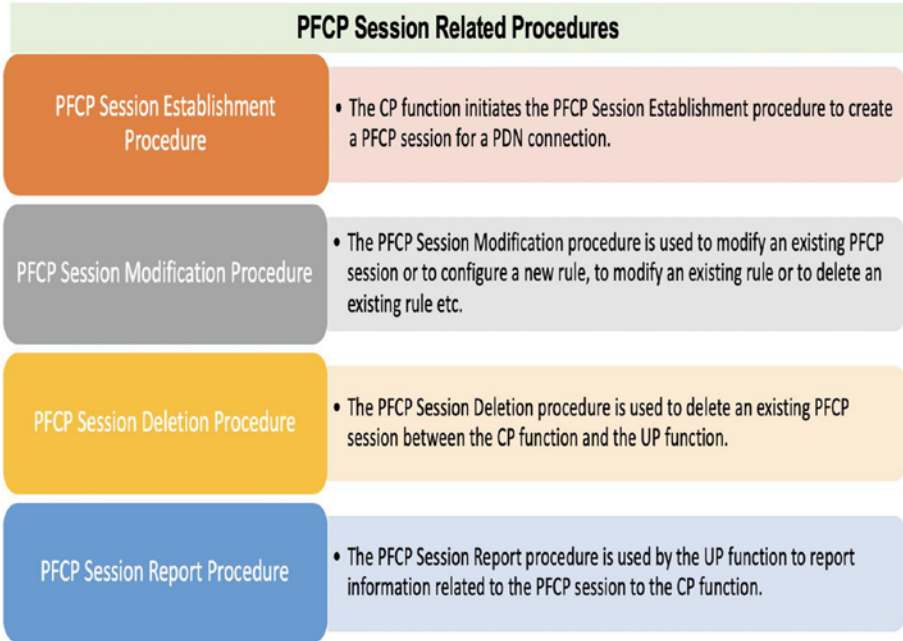 PFCP Session Related Procedures
PFCP Session Establishment
Procedure
• The CP function initiates the PFCP Session Establishment procedure to create
a PFCP session for a PDN connection.
PFCP Session Modification Procedure
• The PFCP Session Modification procedure is used to modify an existing PFCP
session or to configure a new rule, to modify an existing rule or to delete an
existing rule etc.
PFCP Session Deletion Procedure
• The PFCP Session Deletion procedure is used to delete an existing PFCP
session between the CP function and the UP function.
PFCP Session Report Procedure
• The PFCP Session Report procedure is used by the UP function to report
information related to the PFCP session to the CP function.